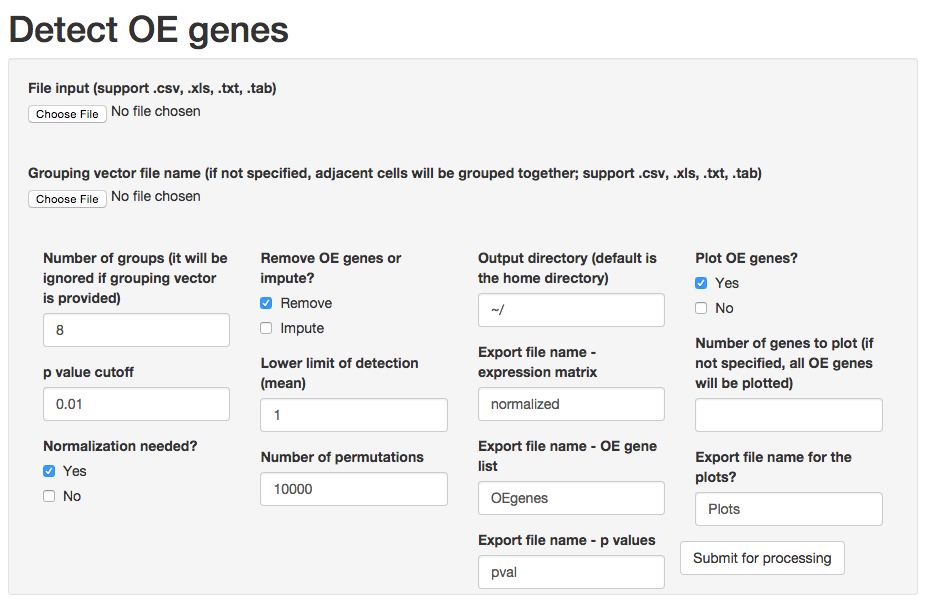 Detect OE genes
File input (support .csv, .xls, .txt, .tab)
Choose File No file chosen
Grouping vector file name (if not specified, adjacent cells will be grouped together; support .csv, .xls, .txt, .tab)
Choose File No file chosen
Number of groups (it will be
ignored if grouping vector
is provided)
8
p value cutoff
0.01
Normalization needed?
Yes
No
Remove OE genes or
impute?
Remove
Impute
Lower limit of detection
(mean)
1
Number of permutations
10000
Output directory (default is
the home directory)
~/
Export file name -
expression matrix
normalized
Export file name - OE gene
list
OEgenes
Export file name - p values
pval
Plot OE genes?
Yes
No
Number of genes to plot (if
not specified, all OE genes
will be plotted)
Export file name for the
plots?
Plots
Submit for processing